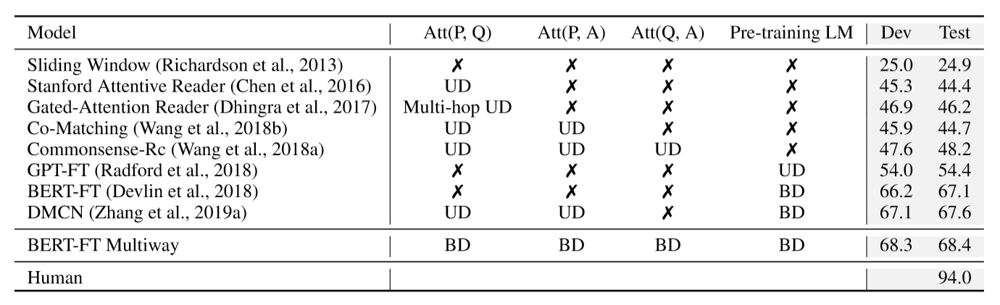 Model Att(P, Q) Att(P, A) Att(Q, A) Pre-training LM Dev Test
Sliding Window (Richardson et al., 2013) ✗ ✗ ✗ ✗ 25.0 24.9
Stanford Attentive Reader (Chen et al., 2016) UD ✗ ✗ ✗ 45.3 44.4
Gated-Attention Reader (Dhingra et al., 2017) Multi-hop UD ✗ ✗ ✗ 46.9 46.2
Co-Matching (Wang et al., 2018b) UD UD ✗ ✗ 45.9 44.7
Commonsense-Rc (Wang et al., 2018a) UD UD UD ✗ 47.6 48.2
GPT-FT (Radford et al., 2018) ✗ ✗ ✗ UD 54.0 54.4
BERT-FT (Devlin et al., 2018) ✗ ✗ ✗ BD 66.2 67.1
DMCN (Zhang et al., 2019a) UD UD ✗ BD 67.1 67.6
BERT-FT Multiway BD BD BD BD 68.3 68.4
Human 94.0